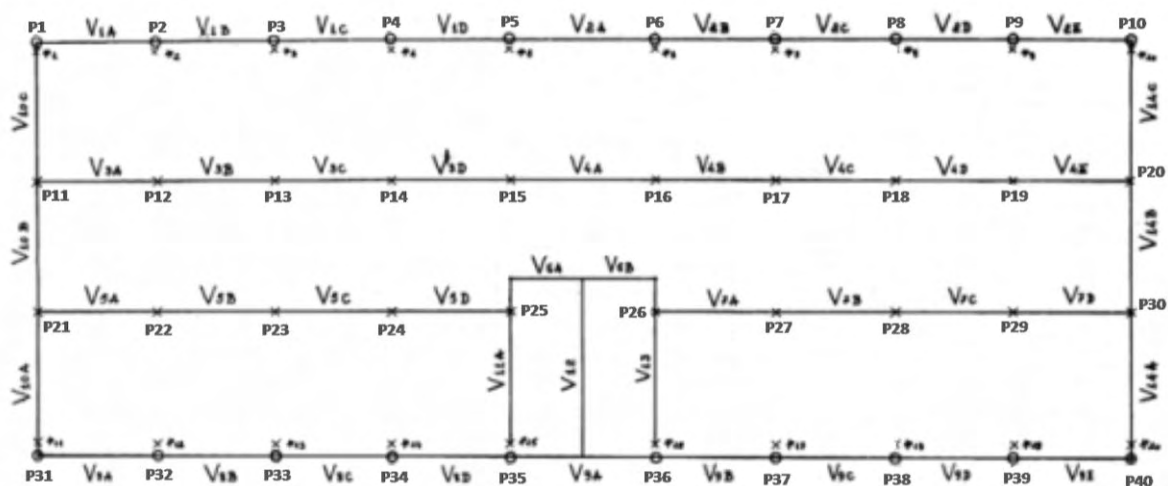 P1 V1A P2 V1B P3 V1C P4 V1D P5 V2A P6 V2B P7 V2C P8 V2D P9 V2E P10
V10C V14C
V3A V3B V3C V3D V4A V4B V4C V4D V4E
P11 P12 P13 P14 P15 P16 P17 P18 P19 P20
V10B V14B
V6A V6B
V5A V5B V5C V5D V7A V7B V7C V7D
P21 P22 P23 P24 P25 P26 P27 P28 P29 P30
V10A V11A V12 V13 V14A
P31 V8A P32 V8B P33 V8C P34 V8D P35 V9A P36 V9B P37 V9C P38 V9D P39 V9E P40